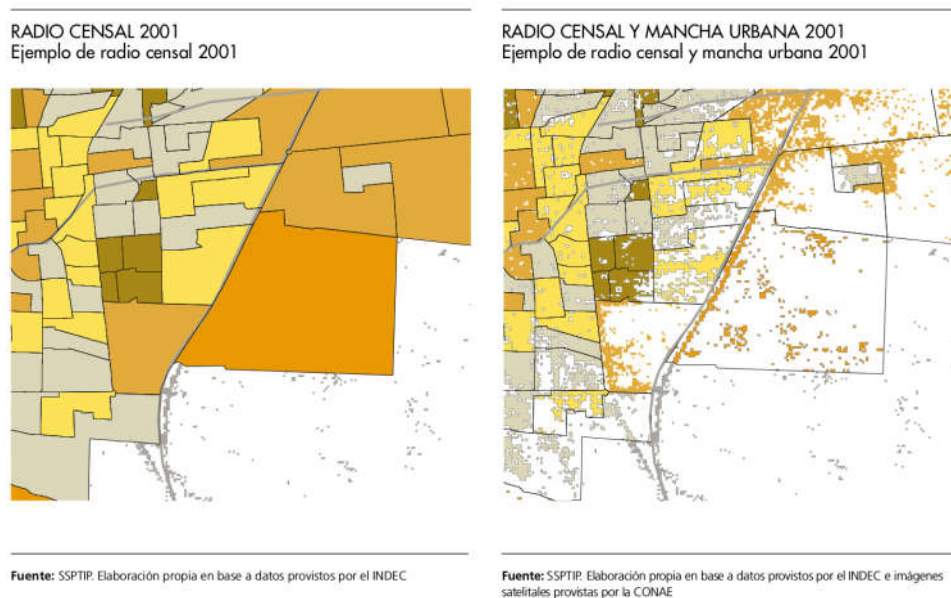 RADIO CENSAL 2001
Ejemplo de radio censal 2001
RADIO CENSAL Y MANCHA URBANA 2001
Ejemplo de radio censal y mancha urbana 2001
Fuente: SSPTIP. Elaboración propia en base a datos provistos por el INDEC
Fuente: SSPTIP. Elaboración propia en base a datos provistos por el INDEC e imágenes
satelitales provistas por la CONAE